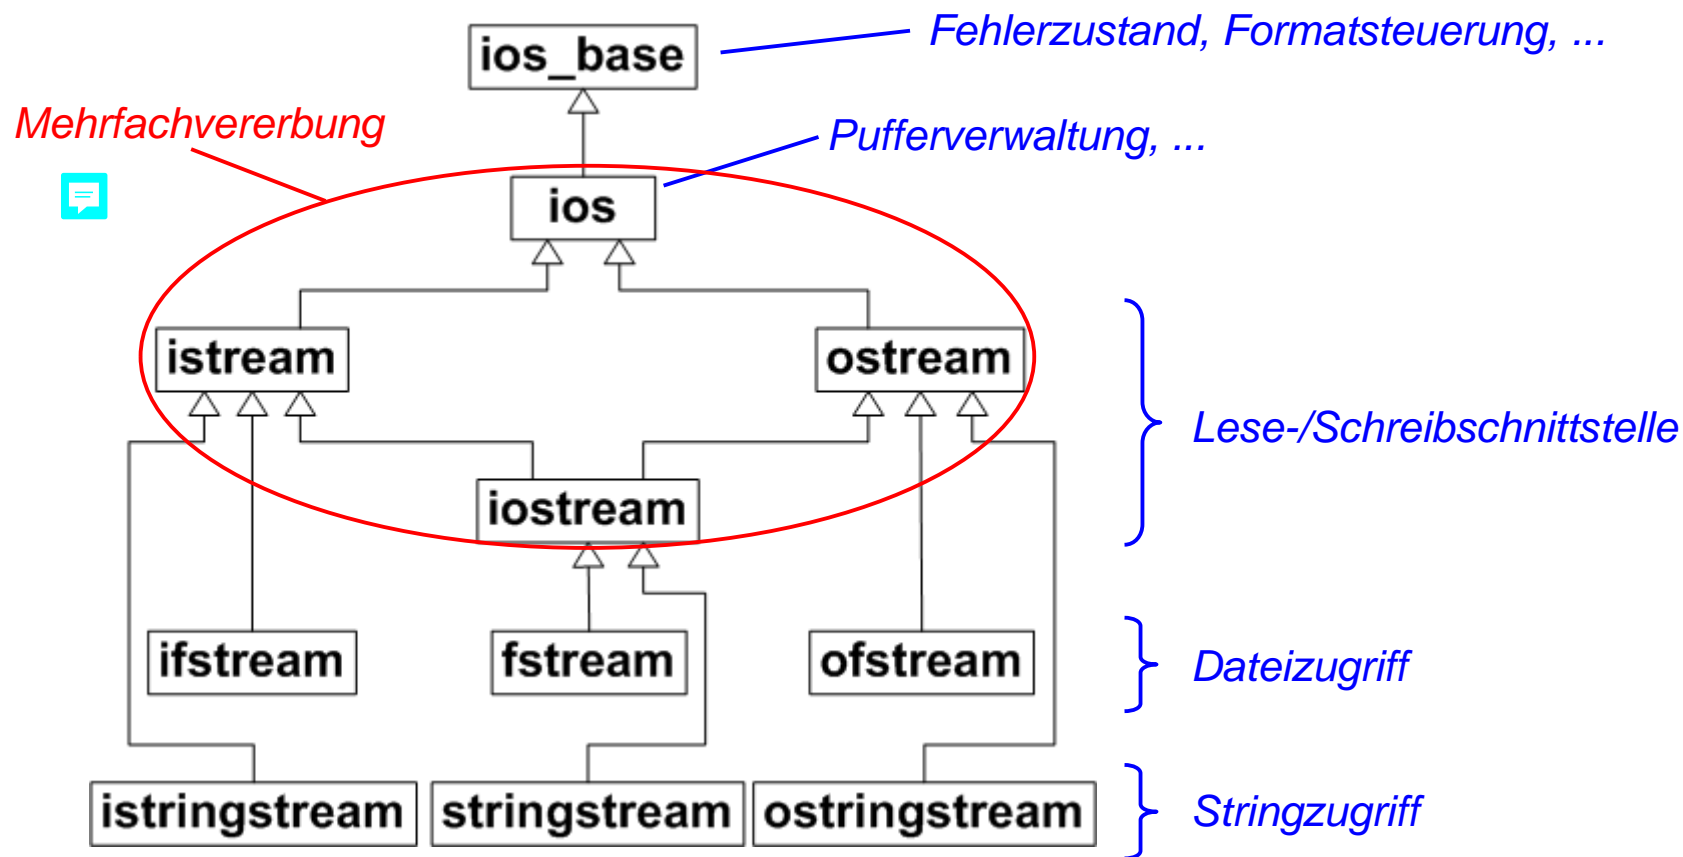 ios_base
Fehlerzustand, Formatsteuerung, ...
Mehrfachvererbung
Pufferverwaltung, ...
ios
istream
ostream
Lese-/Schreibschnittstelle
iostream
ifstream
fstream
ofstream
Dateizugriff
istringstream
stringstream
ostringstream
Stringzugriff